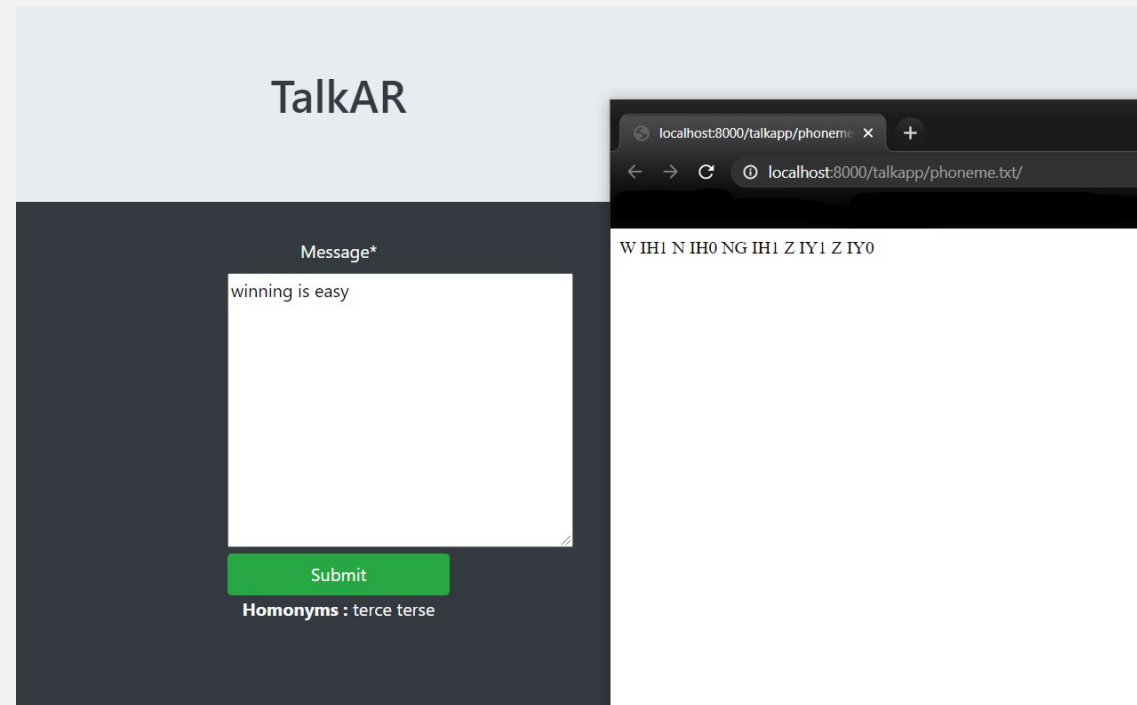 TalkAR
localhost:8000/talkapp/phoneme
localhost:8000/talkapp/phoneme.txt/
Message*
winning is easy
Submit
Homonyms : terce terse
W IH1 N IH0 NG IH1 Z IY1 Z IY0